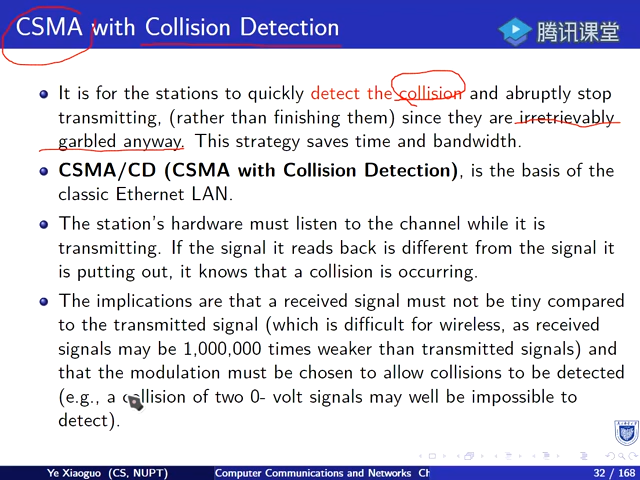 CSMA with Collision Detection
腾讯课堂
It is for the stations to quickly detect the collision and abruptly stop
transmitting, (rather than finishing them) since they are irretrievably
garbled anyway. This strategy saves time and bandwidth.
CSMA/CD (CSMA with Collision Detection), is the basis of the
classic Ethernet LAN.
The station's hardware must listen to the channel while it is
transmitting. If the signal it reads back is different from the signal it
is putting out, it knows that a collision is occurring.
The implications are that a received signal must not be tiny compared
to the transmitted signal (which is difficult for wireless, as received
signals may be 1,000,000 times weaker than transmitted signals) and
that the modulation must be chosen to allow collisions to be detected
(e.g., a collision of two 0- volt signals may well be impossible to
detect).
Ye Xiaoguo (CS, NUPT) Computer Communications and Networks Ch 32 / 168